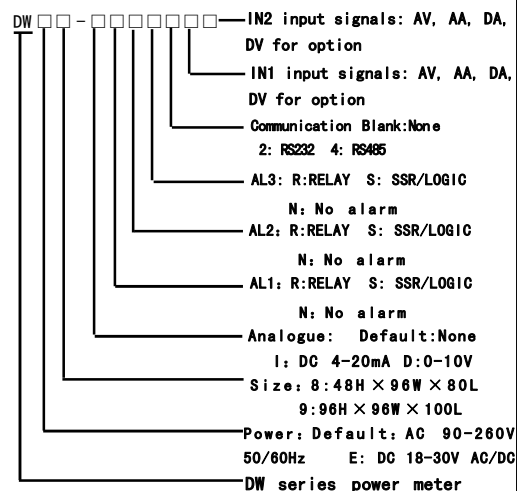 DW□□-□□□□□□□ IN2 input signals: AV, AA, DA,
DV for option
IN1 input signals: AV, AA, DA,
DV for option
Communication Blank:None
2: RS232 4: RS485
AL3: R:RELAY S: SSR/LOGIC
N: No alarm
AL2: R:RELAY S: SSR/LOGIC
N: No alarm
AL1: R:RELAY S: SSR/LOGIC
N: No alarm
Analogue: Default:None
I: DC 4-20mA D:0-10V
Size: 8:48H×96W×80L
9:96H×96W×100L
Power: Default: AC 90-260V
50/60Hz E: DC 18-30V AC/DC
DW series power meter